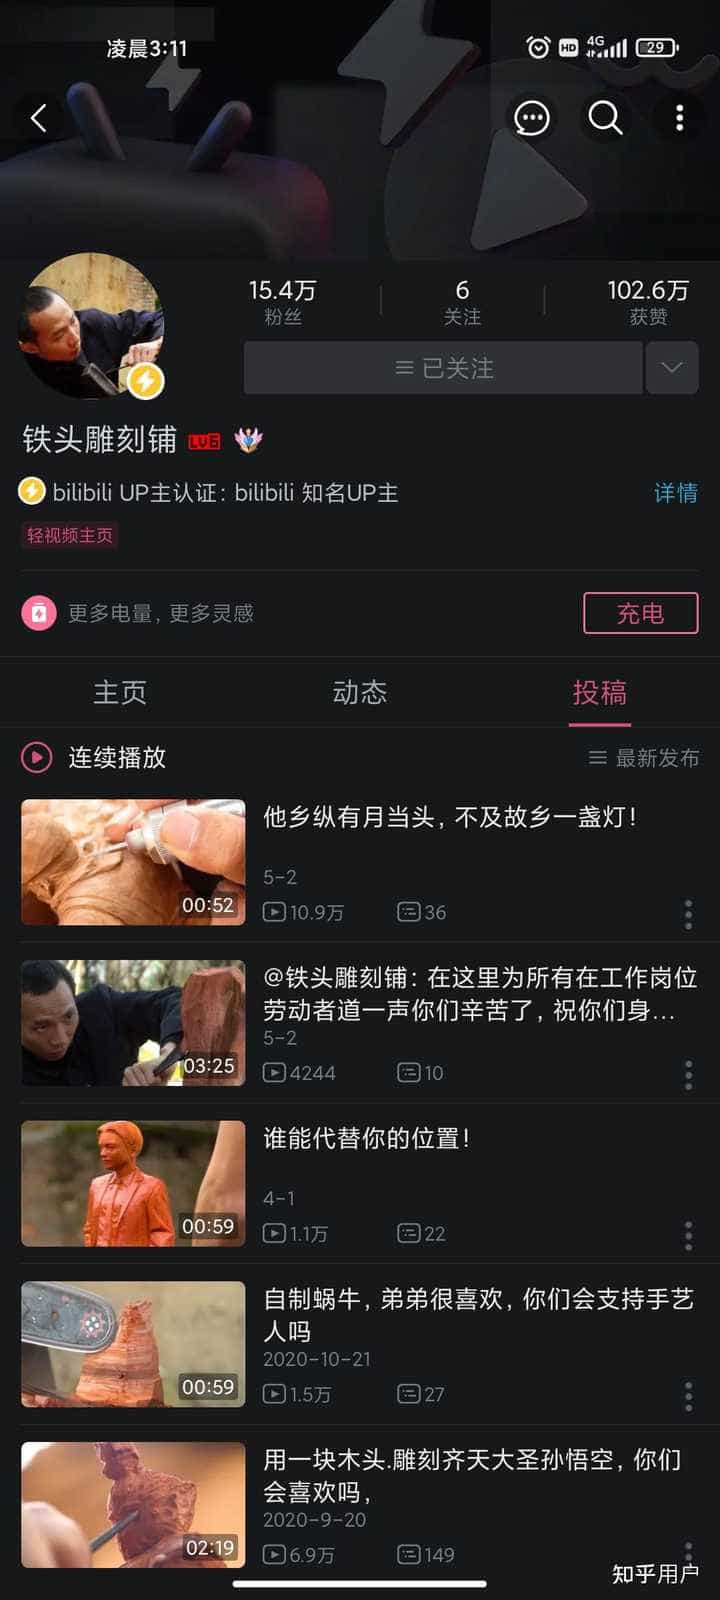 凌晨3:11
HD 4G 29
15.4万 6 102.6万
粉丝 关注 获赞
已关注
铁头雕刻铺 LV6
bilibili UP主认证：bilibili 知名UP主 详情
轻视频主页
更多电量，更多灵感 充电
主页 动态 投稿
连续播放 最新发布
他乡纵有月当头，不及故乡一盏灯！
5-2
00:52
10.9万 36
@铁头雕刻铺：在这里为所有在工作岗位
劳动者道一声你们辛苦了，祝你们身...
5-2
03:25
4244 10
谁能代替你的位置！
4-1
00:59
1.1万 22
自制蜗牛，弟弟很喜欢，你们会支持手艺
人吗
2020-10-21
00:59
1.5万 27
用一块木头.雕刻齐天大圣孙悟空，你们
会喜欢吗，
2020-9-20
02:19
6.9万 149
知乎用户